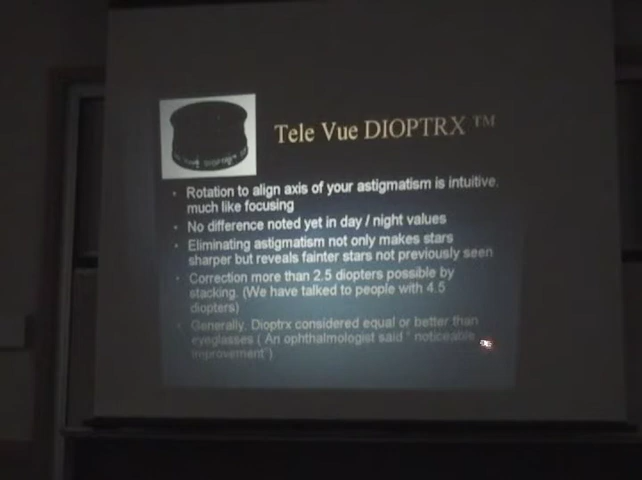 Tele Vue DIOPTRX ™
• Rotation to align axis of your astigmatism is intuitive.
much like focusing
• No difference noted yet in day / night values
• Eliminating astigmatism not only makes stars
sharper but reveals fainter stars not previously seen
• Correction more than 2.5 diopters possible by
stacking. (We have talked to people with 4.5
diopters)
• Generally. Dioptrx considered equal or better than
eyeglasses ( An ophthalmologist said " noticeable
improvement")